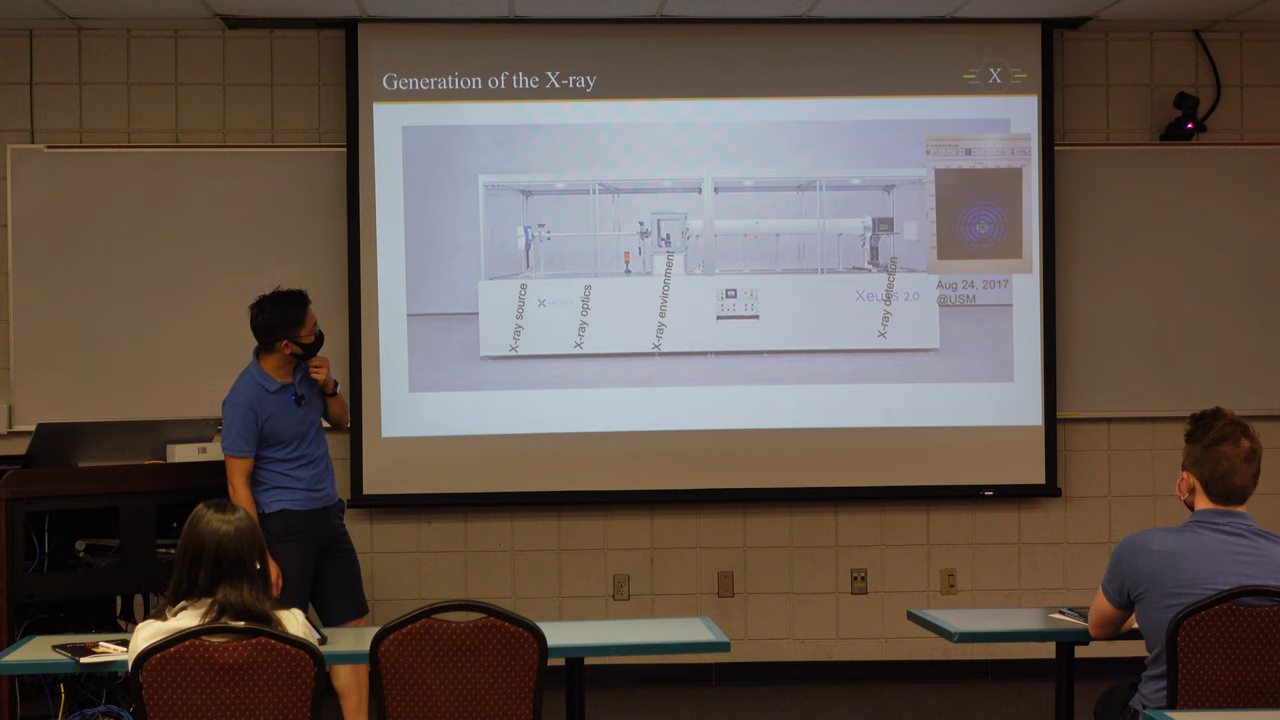 Generation of the X-ray
X
X-ray source
X-ray optics
X-ray environment
Xeuss 2.0
X-ray detection
Aug 24, 2017
@USM